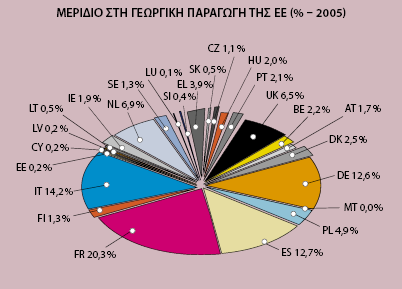 ΜΕΡΙΔΙΟ ΣΤΗ ΓΕΩΡΓΙΚΗ ΠΑΡΑΓΩΓΗ ΤΗΣ ΕΕ (% – 2005)
CZ 1,1%
LU 0,1%
SK 0,5%
HU 2,0%
SE 1,3%
EL 3,9%
PT 2,1%
IE 1,9%
SI 0,4%
UK 6,5%
LT 0,5%
NL 6,9%
BE 2,2%
AT 1,7%
LV 0,2%
DK 2,5%
CY 0,2%
EE 0,2%
DE 12,6%
IT 14,2%
MT 0,0%
FI 1,3%
PL 4,9%
FR 20,3%
ES 12,7%